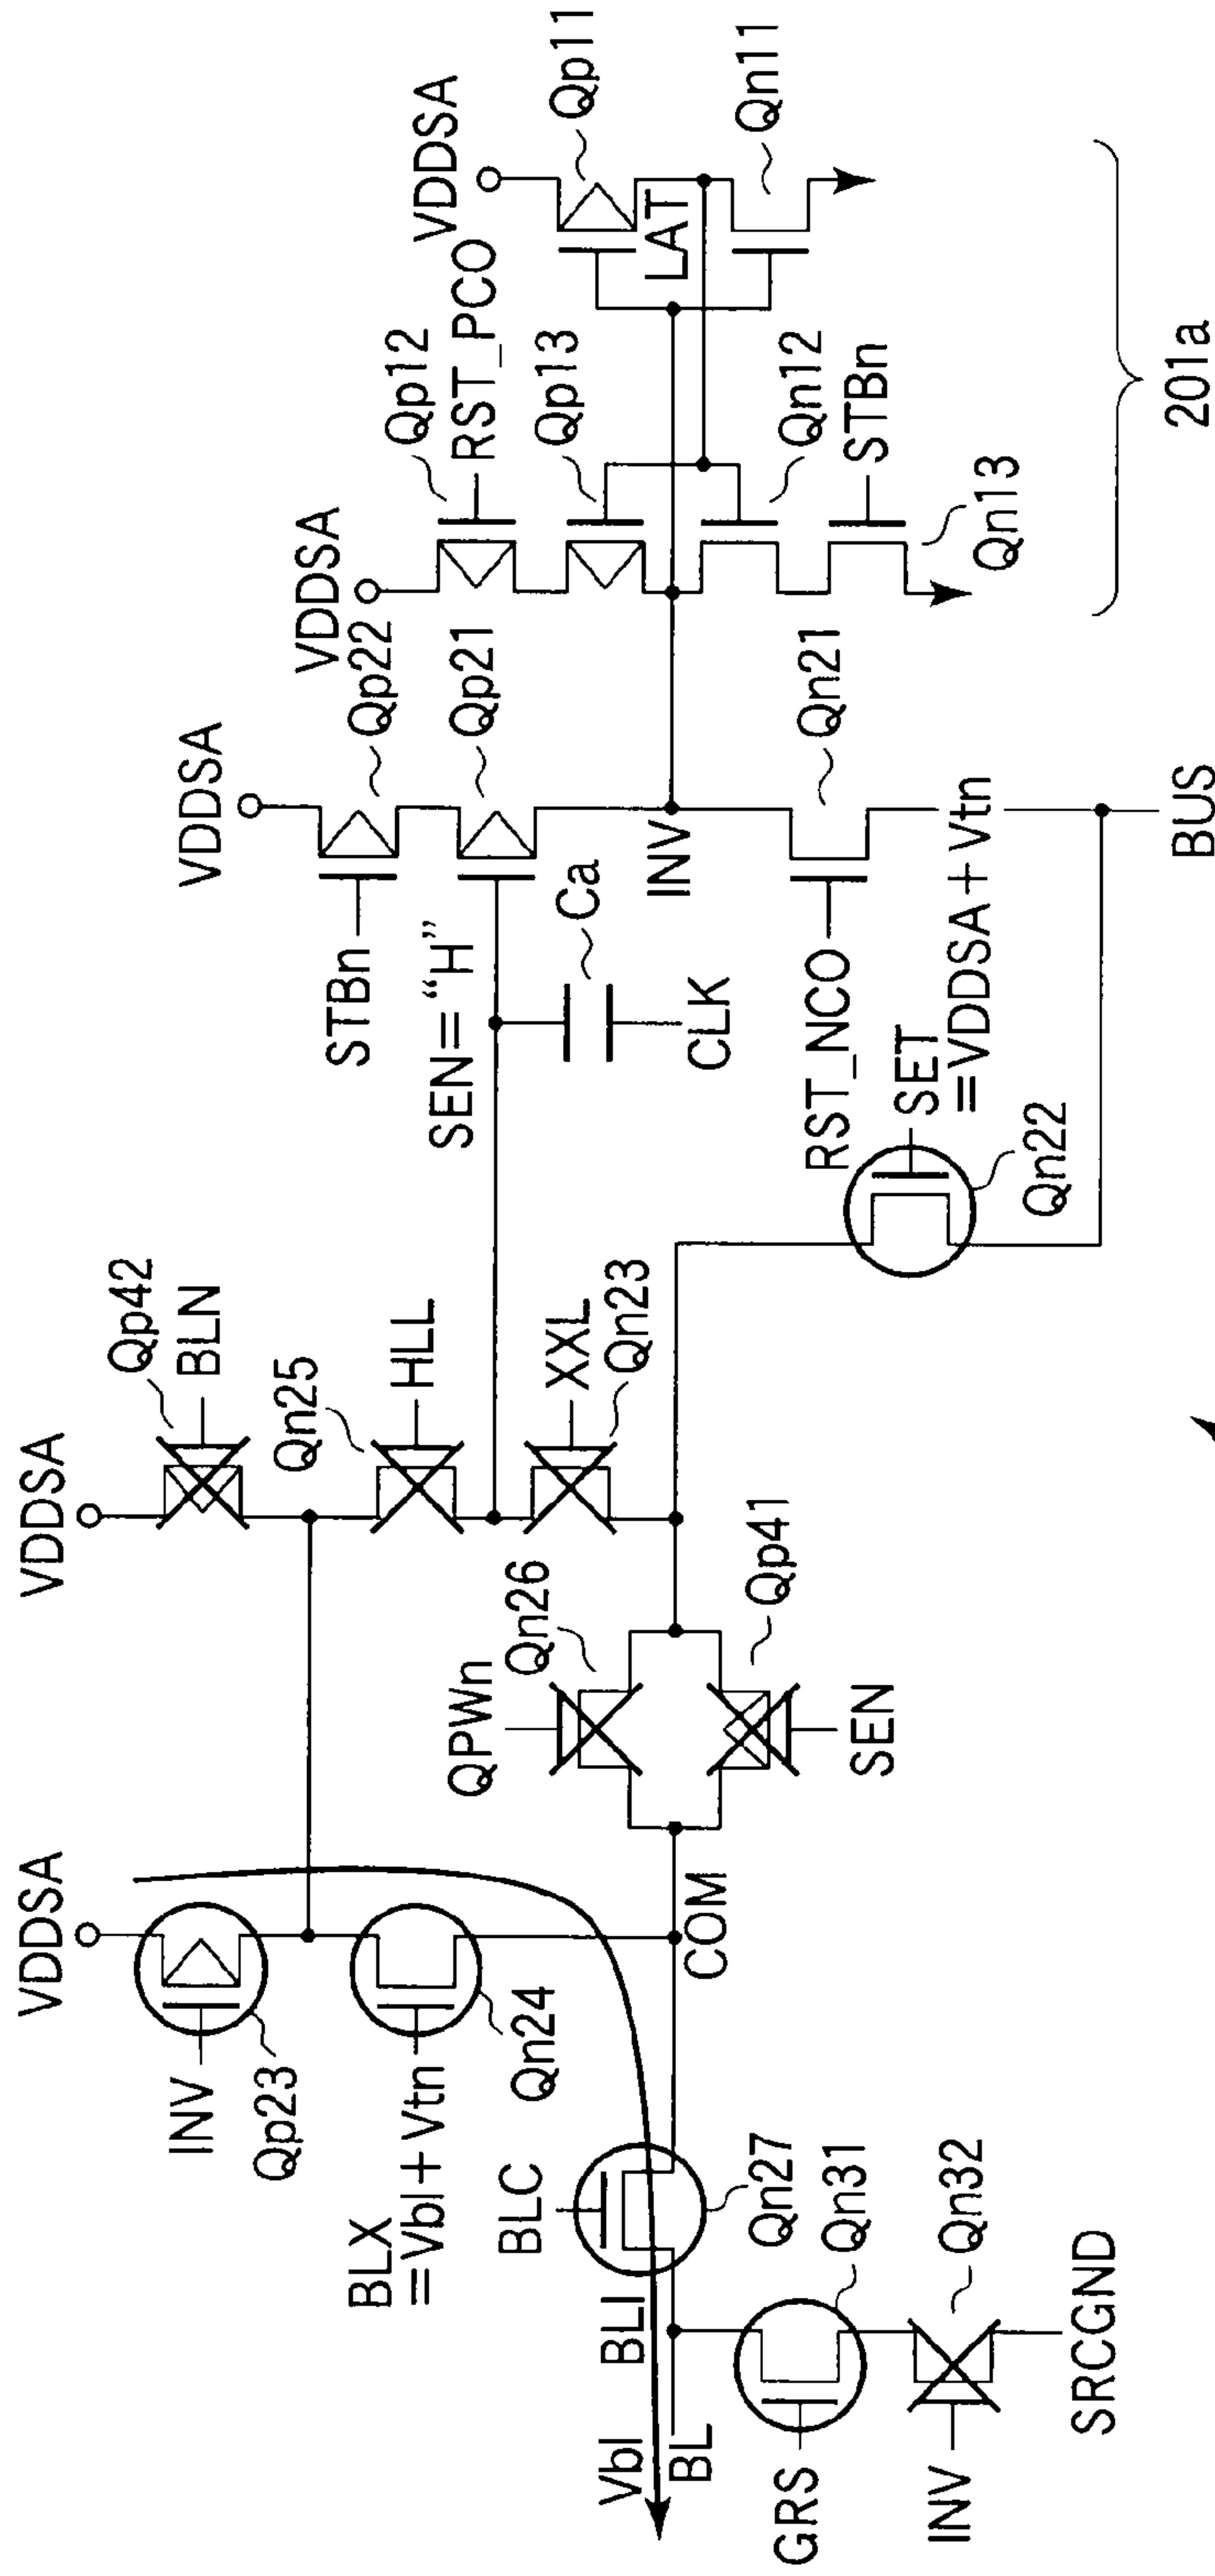 VDDSA
INV
Qp23
BLX
=Vbl+Vtn
Qn24
BLC
Vbl
BLI
BL
Qn27
GRS
Qn31
INV
Qn32
SRCGND
COM
VDDSA
Qp42
BLN
Qn25
HLL
XXL
Qn23
QPWn
Qn26
Qp41
SEN
VDDSA
Qp22
STBn
Qp21
SEN="H"
Ca
CLK
INV
RST_NCO
Qn21
SET
=VDDSA+Vtn
Qn22
BUS
VDDSA
Qp12
RST_PCO
Qp13
Qn12
STBn
Qn13
VDDSA
Qp11
LAT
Qn11
201a